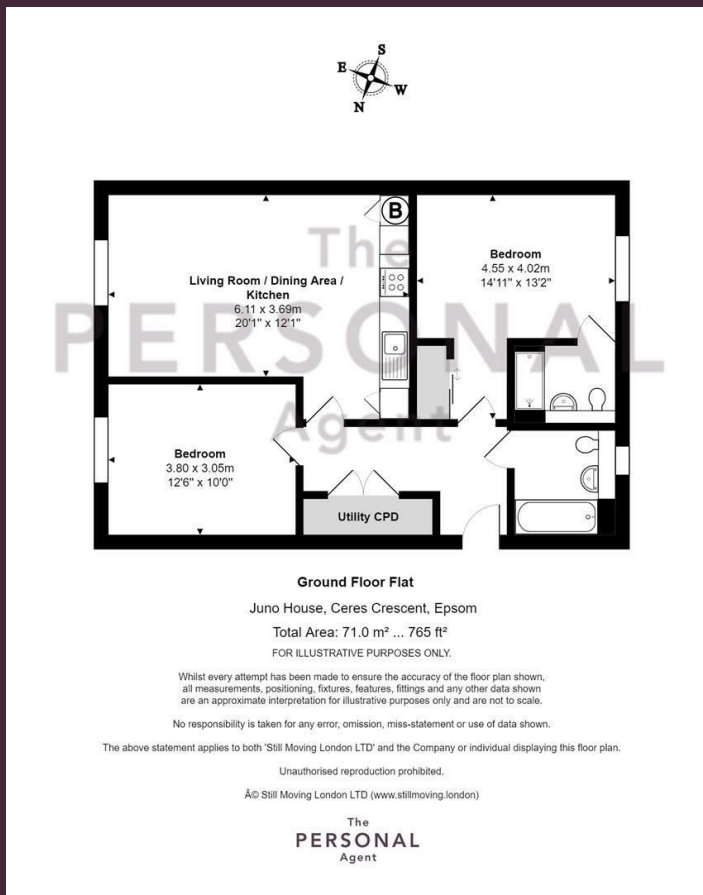 S
E
W
N
B
The
PERSONAL
Agent
Living Room / Dining Area /
Kitchen
6.11 x 3.69m
20'1" x 12'1"
Bedroom
4.55 x 4.02m
14'11" x 13'2"
Bedroom
3.80 x 3.05m
12'6" x 10'0"
Utility CPD
Ground Floor Flat
Juno House, Ceres Crescent, Epsom
Total Area: 71.0 m² ... 765 ft²
FOR ILLUSTRATIVE PURPOSES ONLY.
Whilst every attempt has been made to ensure the accuracy of the floor plan shown,
all measurements, positioning, fixtures, features, fittings and any other data shown
are an approximate interpretation for illustrative purposes only and are not to scale.
No responsibility is taken for any error, omission, miss-statement or use of data shown.
The above statement applies to both 'Still Moving London LTD' and the Company or individual displaying this floor plan.
Unauthorised reproduction prohibited.
Â© Still Moving London LTD (www.stillmoving.london)
The
PERSONAL
Agent